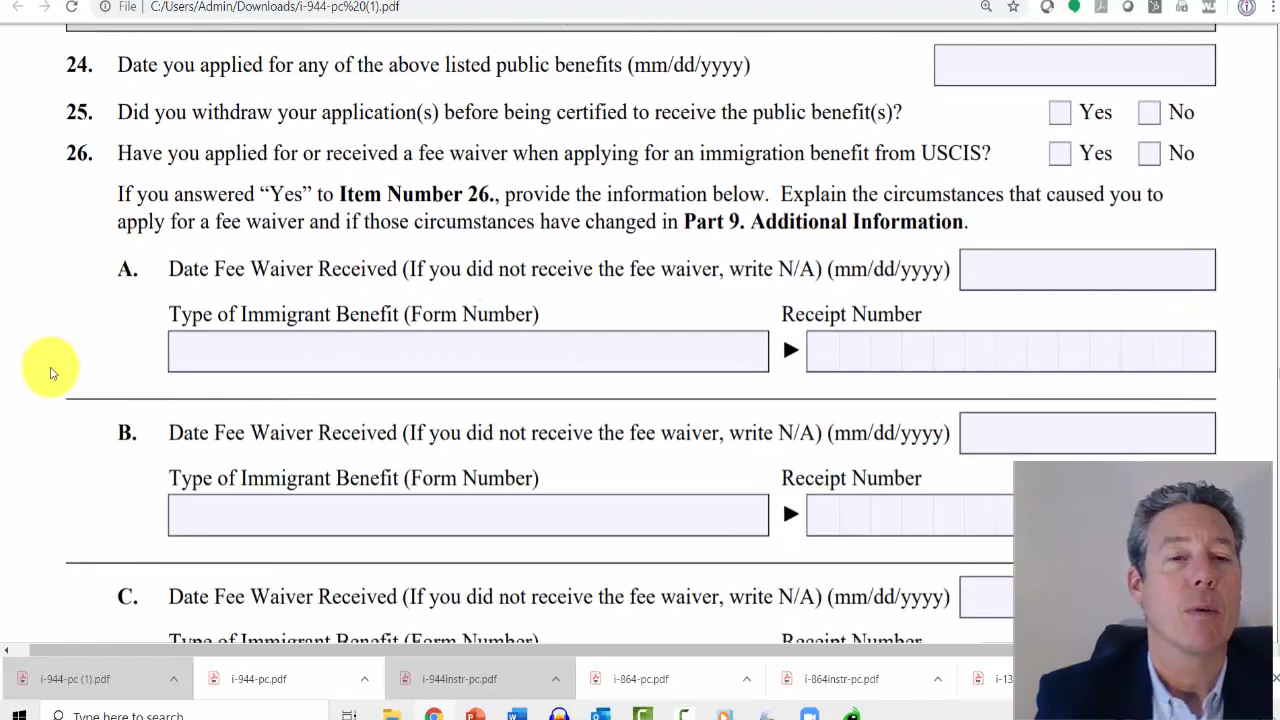 File C:/Users/Admin/Downloads/i-944-pc%20(1).pdf
24. Date you applied for any of the above listed public benefits (mm/dd/yyyy)
25. Did you withdraw your application(s) before being certified to receive the public benefit(s)? Yes No
26. Have you applied for or received a fee waiver when applying for an immigration benefit from USCIS? Yes No
If you answered “Yes” to Item Number 26., provide the information below. Explain the circumstances that caused you to
apply for a fee waiver and if those circumstances have changed in Part 9. Additional Information.
A. Date Fee Waiver Received (If you did not receive the fee waiver, write N/A) (mm/dd/yyyy)
Type of Immigrant Benefit (Form Number) Receipt Number
B. Date Fee Waiver Received (If you did not receive the fee waiver, write N/A) (mm/dd/yyyy)
Type of Immigrant Benefit (Form Number) Receipt Number
C. Date Fee Waiver Received (If you did not receive the fee waiver, write N/A) (mm/dd/yyyy)
Type of Immigrant Benefit (Form Number) Receipt Number
i-944-pc (1).pdf i-944-pc.pdf i-944instr-pc.pdf i-864-pc.pdf i-864instr-pc.pdf i-13
Type here to search